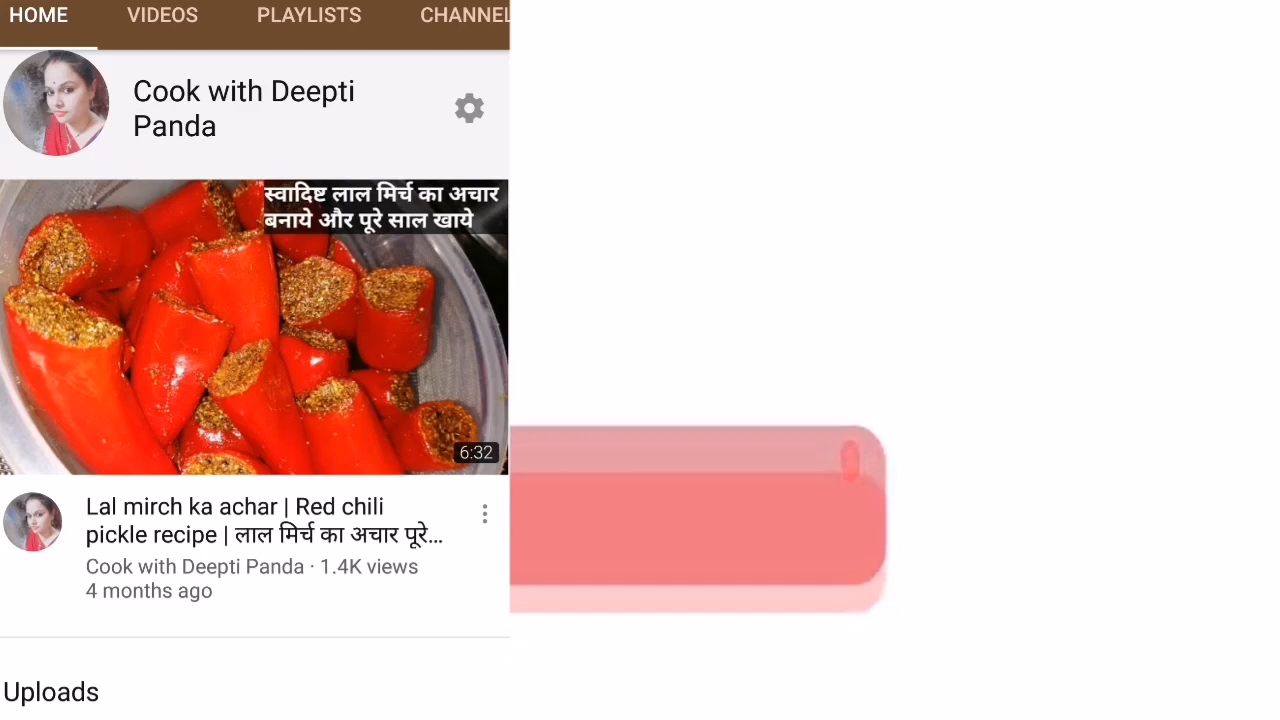 HOME VIDEOS PLAYLISTS CHANNEL
Cook with Deepti
Panda
स्वादिष्ट लाल मिर्च का अचार
बनाये और पूरे साल खाये
6:32
Lal mirch ka achar | Red chili
pickle recipe | लाल मिर्च का अचार पूरे...
Cook with Deepti Panda · 1.4K views
4 months ago
Uploads